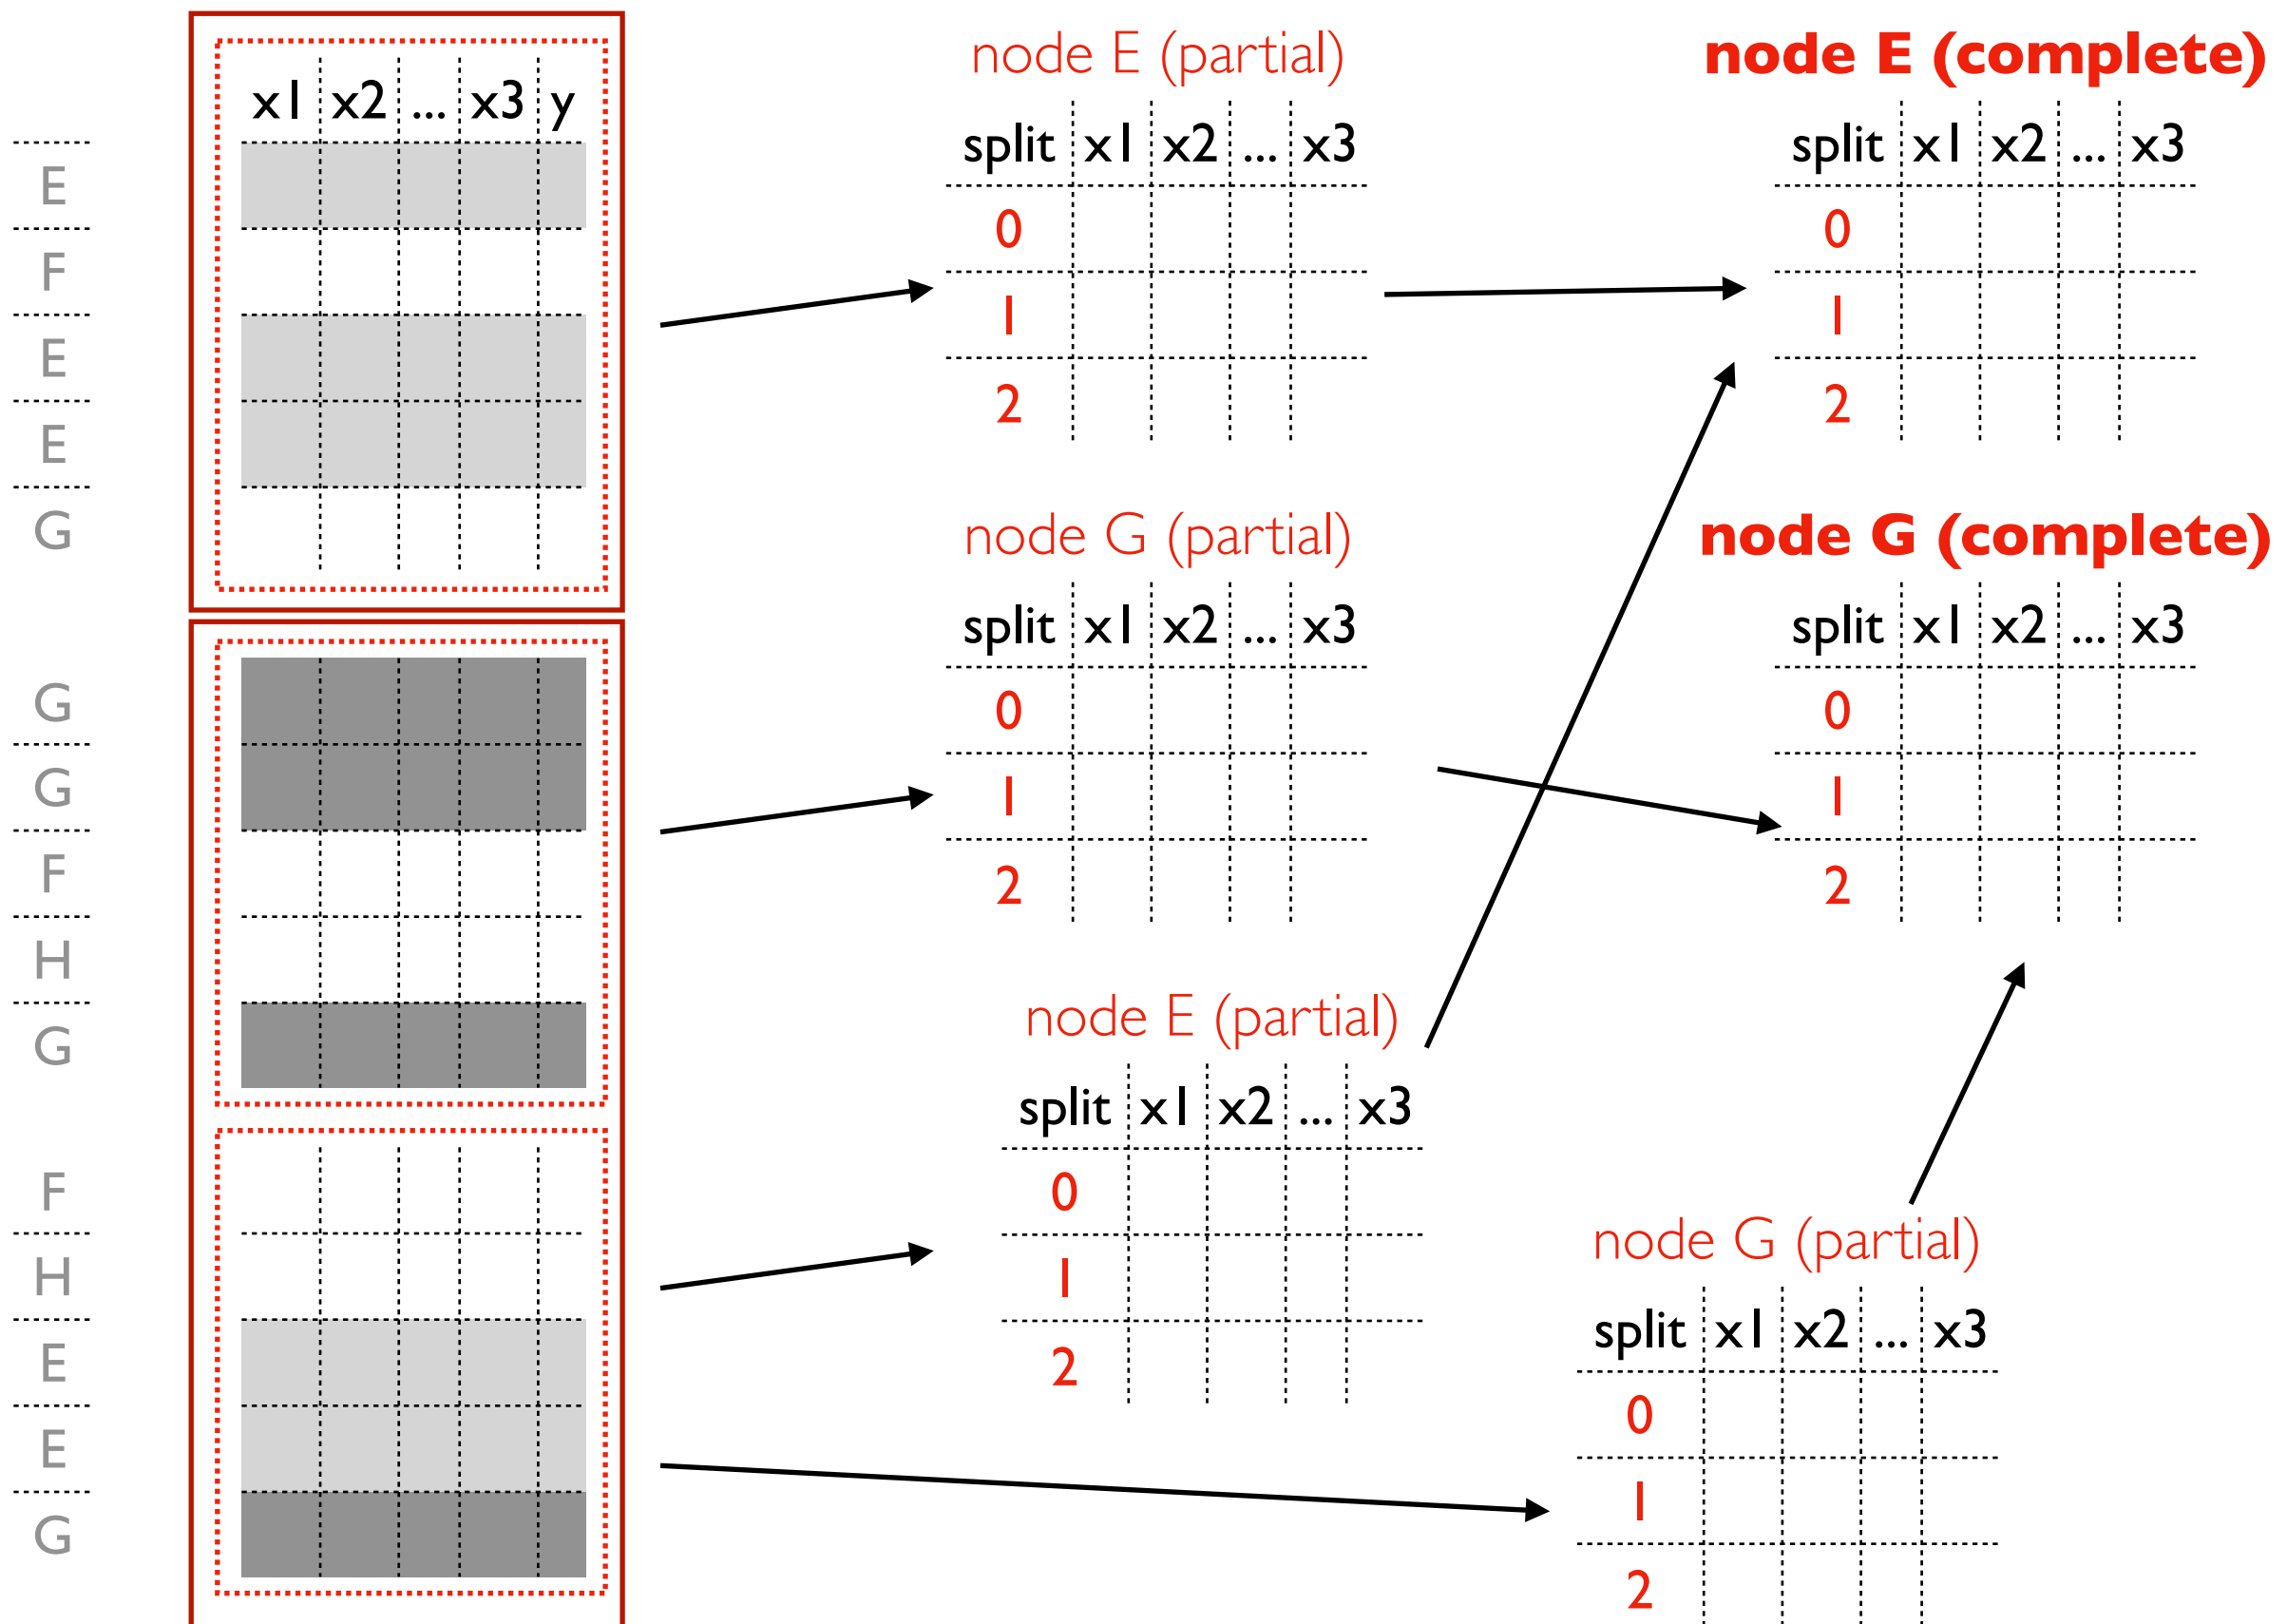 x1 x2 ... x3 y
E
F
E
E
G
G
G
F
H
G
F
H
E
E
G
node E (partial)
split x1 x2 ... x3
0
1
2
node G (partial)
split x1 x2 ... x3
0
1
2
node E (partial)
split x1 x2 ... x3
0
1
2
node G (partial)
split x1 x2 ... x3
0
1
2
node E (complete)
split x1 x2 ... x3
0
1
2
node G (complete)
split x1 x2 ... x3
0
1
2